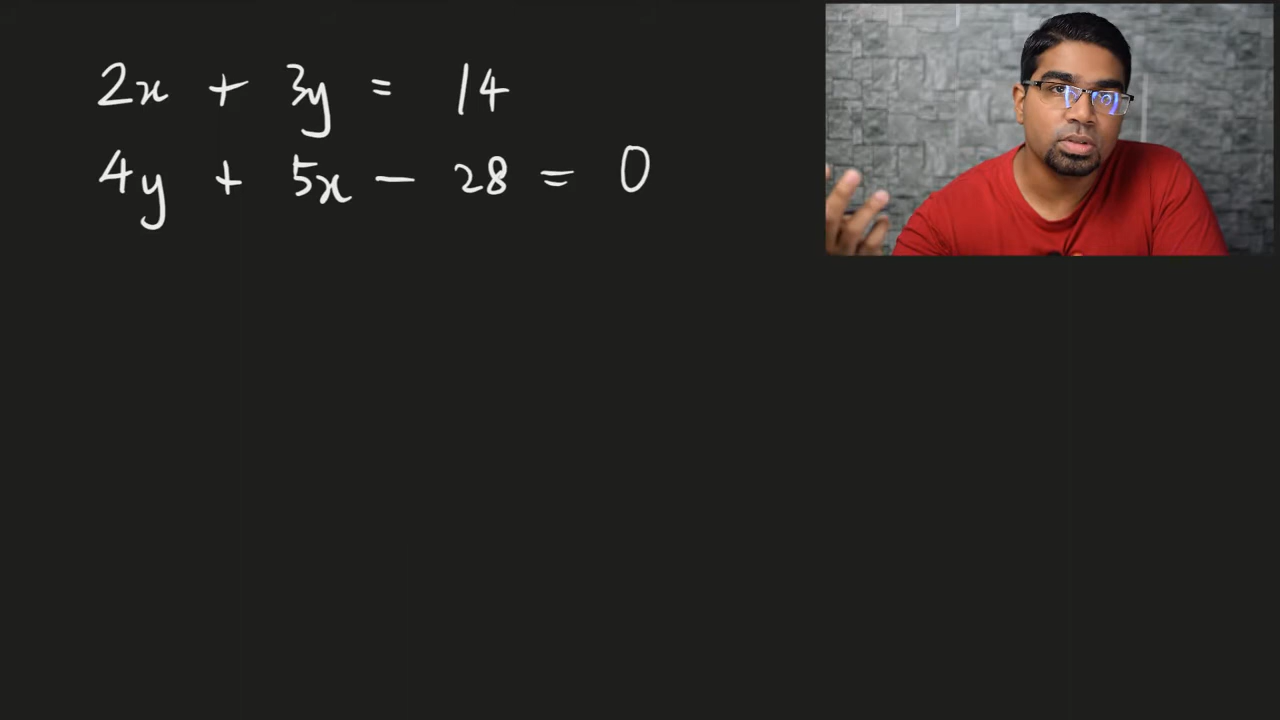 2x + 3y = 14
4y + 5x - 28 = 0